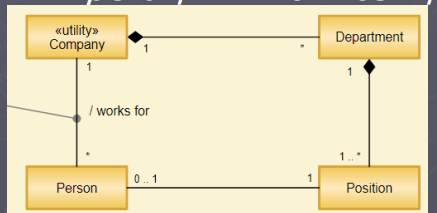 «utility»
Company
Department
1
*
1
1
/ works for
*
1..*
0..1
1
Person
Position